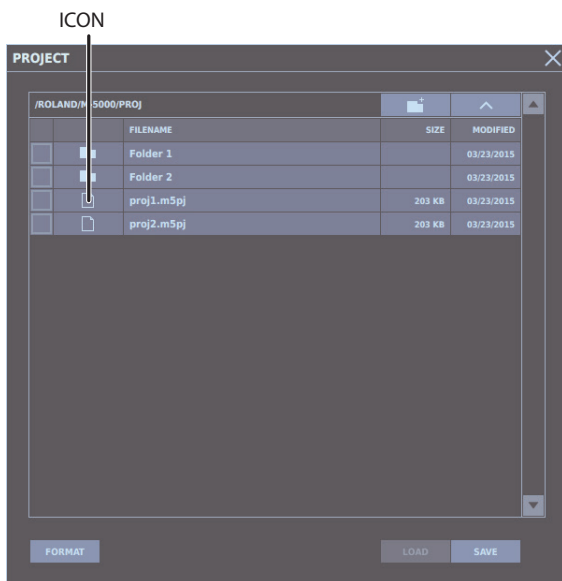 ICON
PROJECT
/ROLAND/M-5000/PROJ
FILENAME SIZE MODIFIED
Folder 1 03/23/2015
Folder 2 03/23/2015
proj1.m5pj 203 KB 03/23/2015
proj2.m5pj 203 KB 03/23/2015
FORMAT LOAD SAVE